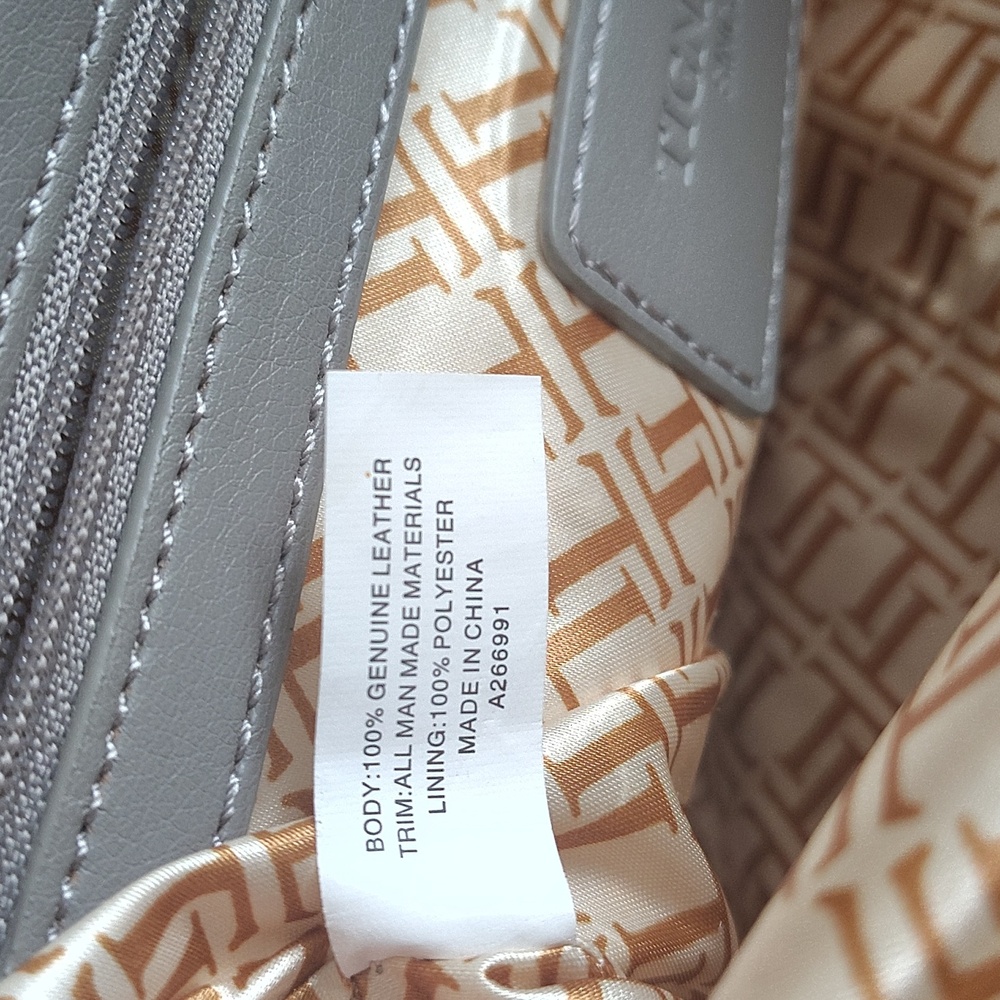 BODY:100% GENUINE LEATHER
TRIM:ALL MAN MADE MATERIALS
LINING:100% POLYESTER
MADE IN CHINA
A266991